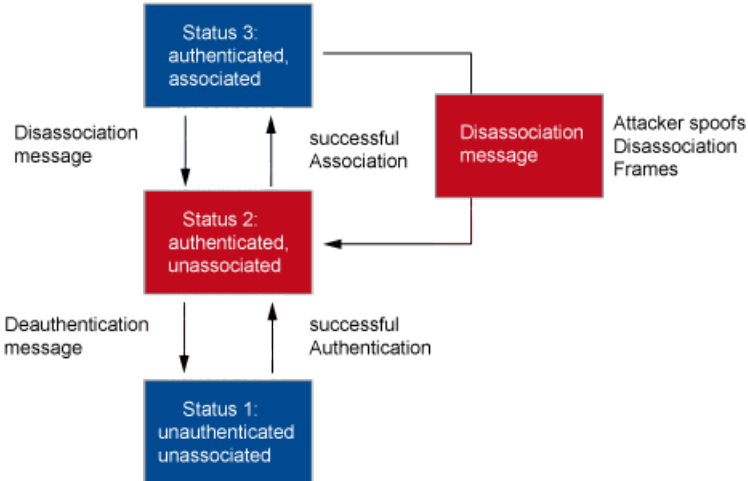 Status 3:
authenticated,
associated
Disassociation
message
successful
Association
Disassociation
message
Attacker spoofs
Disassociation
Frames
Status 2:
authenticated,
unassociated
Deauthentication
message
successful
Authentication
Status 1:
unauthenticated
unassociated